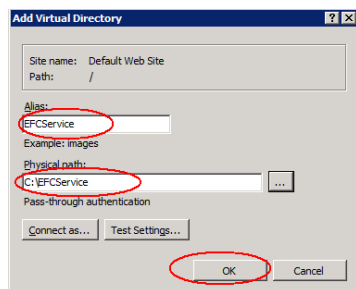 Add Virtual Directory
Site name: Default Web Site
Path: /
Alias:
EFCService
Example: images
Physical path:
C:\EFCService
...
Pass-through authentication
Connect as... Test Settings...
OK Cancel